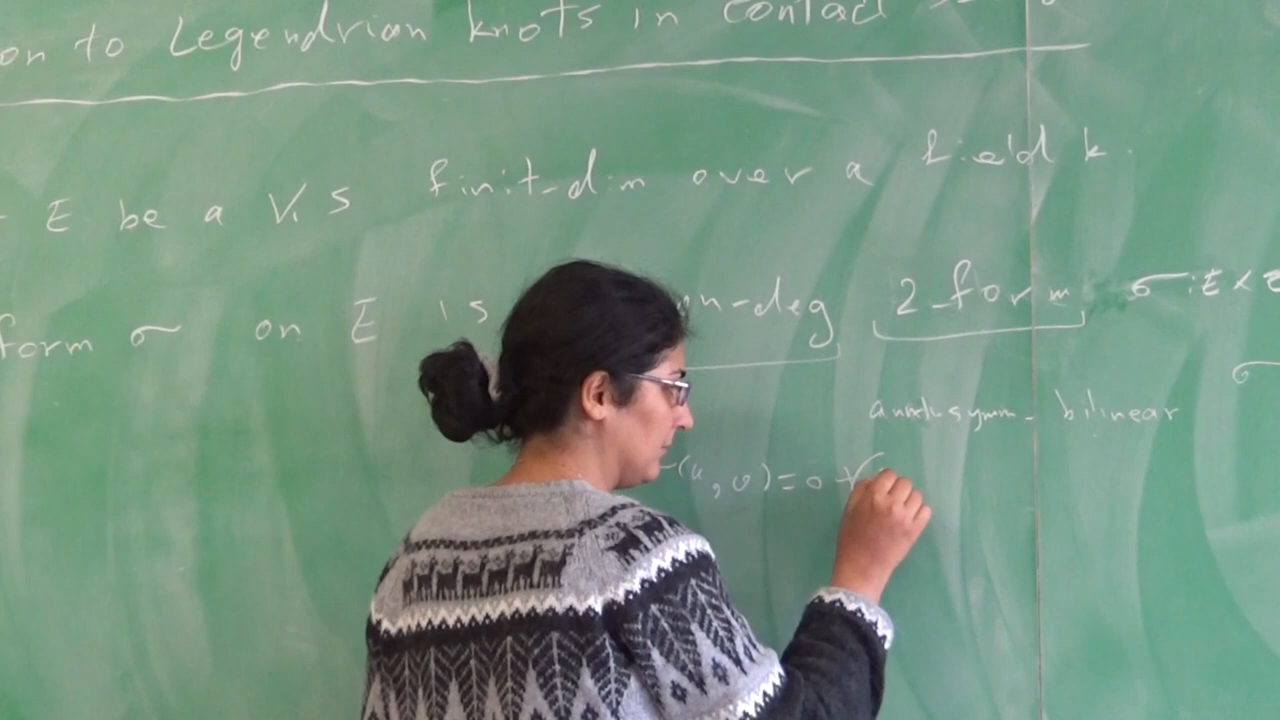 on to Legendrian knots in contact
E be a V.S finit-dim over a field k.
form σ on E is n-deg 2-form σ: E x E
σ
bilinear
(u, v) = 0 ∀